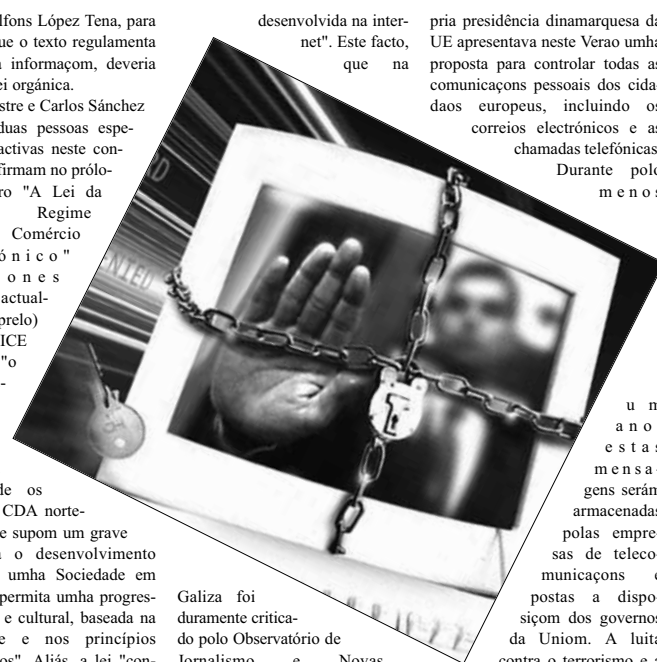 lfons López Tena, para
ue o texto regulamenta
informaçom, deveria
ei orgánica.
stre e Carlos Sánchez
duas pessoas espe-
activas neste con-
firmam no prólo-
ro "A Lei da
Regime
Comércio
ónico"
ones
actual-
prelo)
ICE
"o
-
de os
CDA norte-
e supom um grave
o desenvolvimento
umha Sociedade em
permita umha progres-
e cultural, baseada na
e e nos princípios
os". Aliás, a lei "con-
desenvolvida na inter-
net". Este facto,
que na
Galiza foi
duramente critica-
do polo Observatório de
Jornalismo e Novas
pria presidência dinamarquesa da
UE apresentava neste Verao umha
proposta para controlar todas as
comunicaçons pessoais dos cida-
daos europeus, incluindo os
correios electrónicos e as
chamadas telefónicas
Durante polo
menos
um
ano
estas
mensa-
gens serám
armacenadas
polas empre-
sas de teleco-
municaçons e
postas a dispo-
siçom dos governos
da Uniom. A luita
contra o terrorismo e a